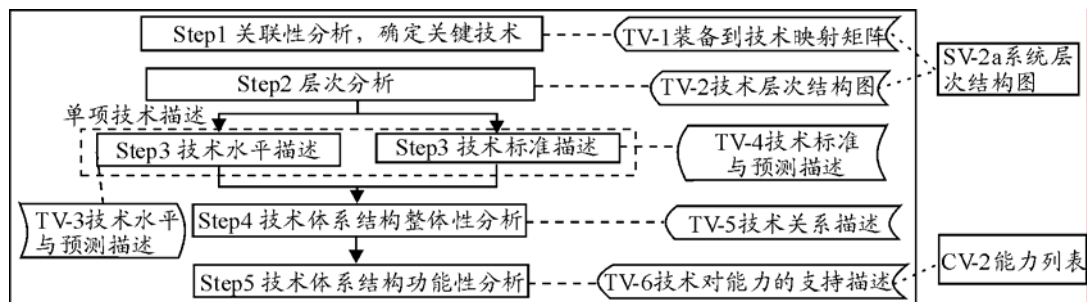 Step1 关联性分析，确定关键技术
TV-1装备到技术映射矩阵
SV-2a系统层
次结构图
Step2 层次分析
TV-2技术层次结构图
单项技术描述
Step3 技术水平描述
Step3 技术标准描述
TV-4技术标准
与预测描述
TV-3技术水平
与预测描述
Step4 技术体系结构整体性分析
TV-5技术关系描述
Step5 技术体系结构功能性分析
TV-6技术对能力的支持描述
CV-2能力列表